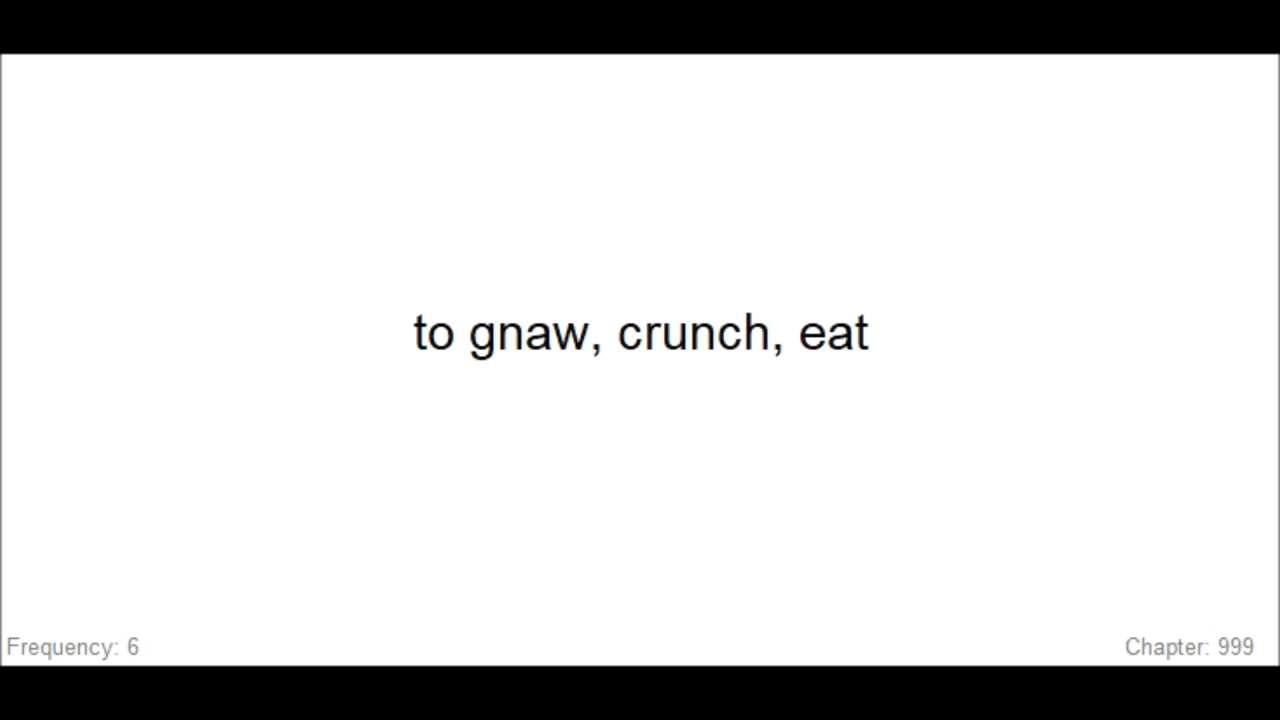 to gnaw, crunch, eat
Frequency: 6
Chapter: 999